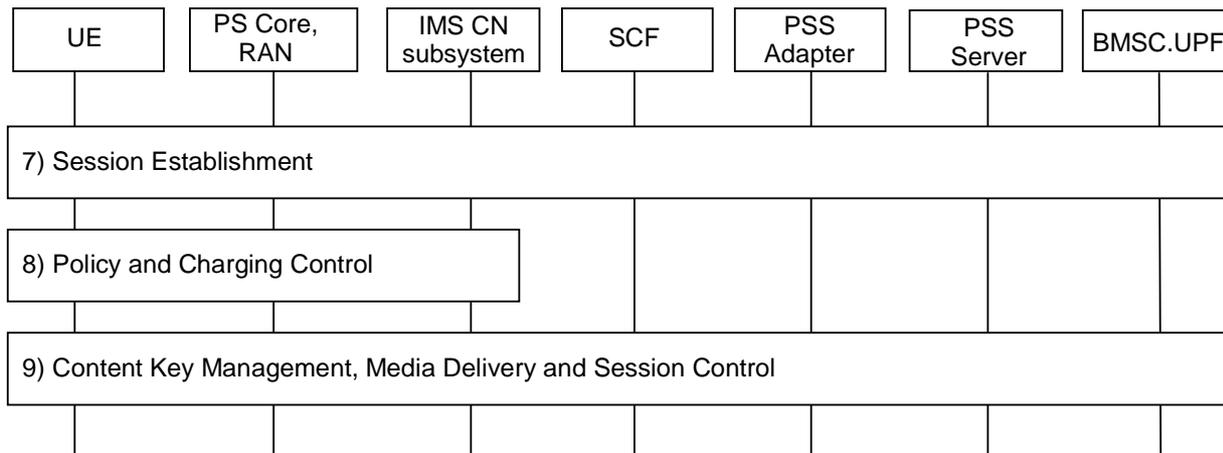 UE
PS Core,
RAN
IMS CN
subsystem
SCF
PSS
Adapter
PSS
Server
BMSC.UPF
7) Session Establishment
8) Policy and Charging Control
9) Content Key Management, Media Delivery and Session Control